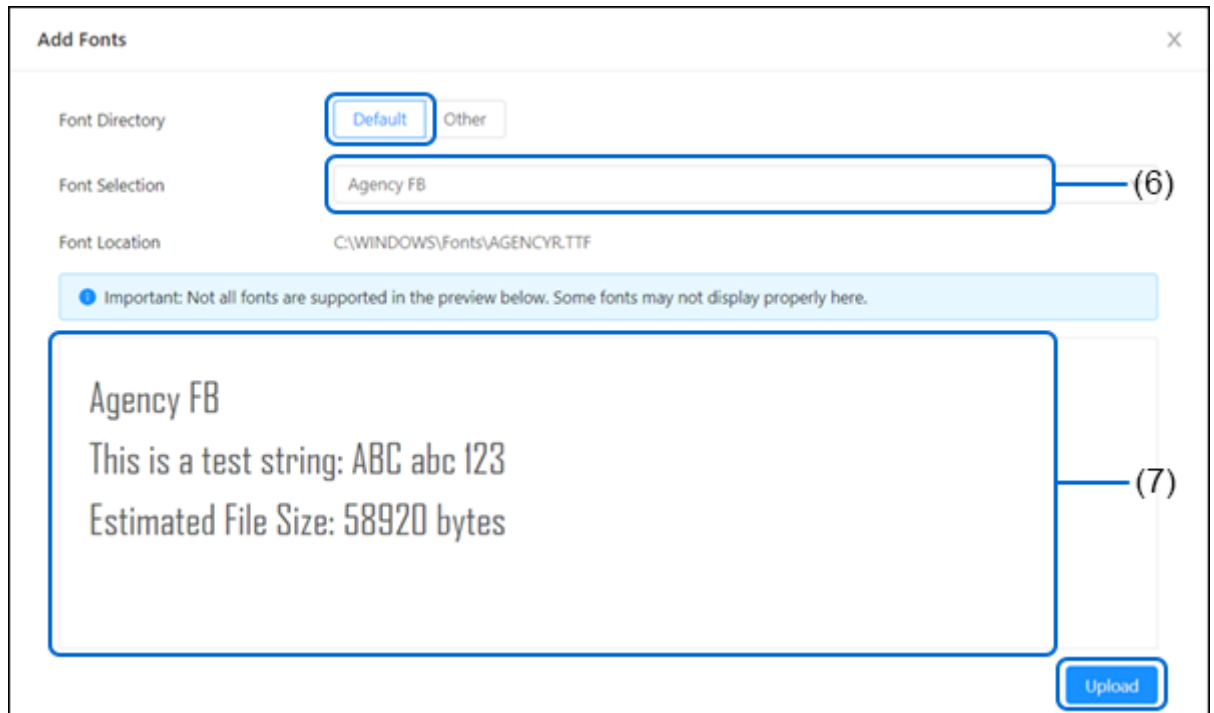 Add Fonts
Font Directory Default Other
Font Selection Agency FB (6)
Font Location C:\WINDOWS\Fonts\AGENCYR.TTF
Important: Not all fonts are supported in the preview below. Some fonts may not display properly here.
Agency FB
This is a test string: ABC abc 123
(7)
Estimated File Size: 58920 bytes
Upload